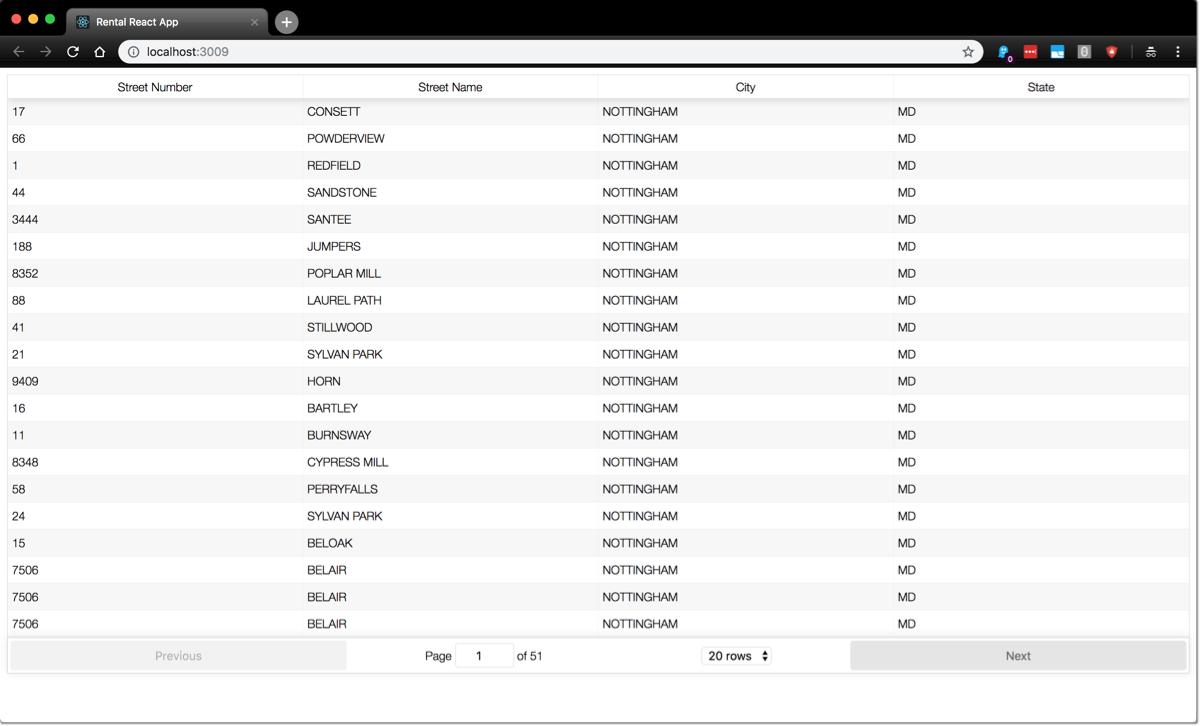 Rental React App
localhost:3009
0
Street Number Street Name City State
17 CONSETT NOTTINGHAM MD
66 POWDERVIEW NOTTINGHAM MD
1 REDFIELD NOTTINGHAM MD
44 SANDSTONE NOTTINGHAM MD
3444 SANTEE NOTTINGHAM MD
188 JUMPERS NOTTINGHAM MD
8352 POPLAR MILL NOTTINGHAM MD
88 LAUREL PATH NOTTINGHAM MD
41 STILLWOOD NOTTINGHAM MD
21 SYLVAN PARK NOTTINGHAM MD
9409 HORN NOTTINGHAM MD
16 BARTLEY NOTTINGHAM MD
11 BURNSWAY NOTTINGHAM MD
8348 CYPRESS MILL NOTTINGHAM MD
58 PERRYFALLS NOTTINGHAM MD
24 SYLVAN PARK NOTTINGHAM MD
15 BELOAK NOTTINGHAM MD
7506 BELAIR NOTTINGHAM MD
7506 BELAIR NOTTINGHAM MD
7506 BELAIR NOTTINGHAM MD
Previous Page 1 of 51 20 rows Next